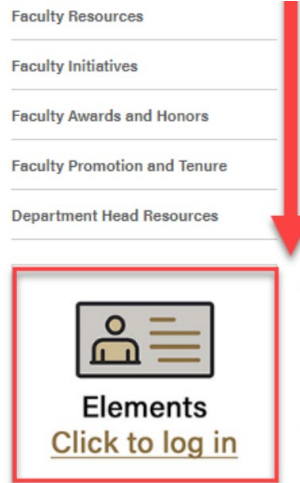 Faculty Resources
Faculty Initiatives
Faculty Awards and Honors
Faculty Promotion and Tenure
Department Head Resources
Elements
Click to log in